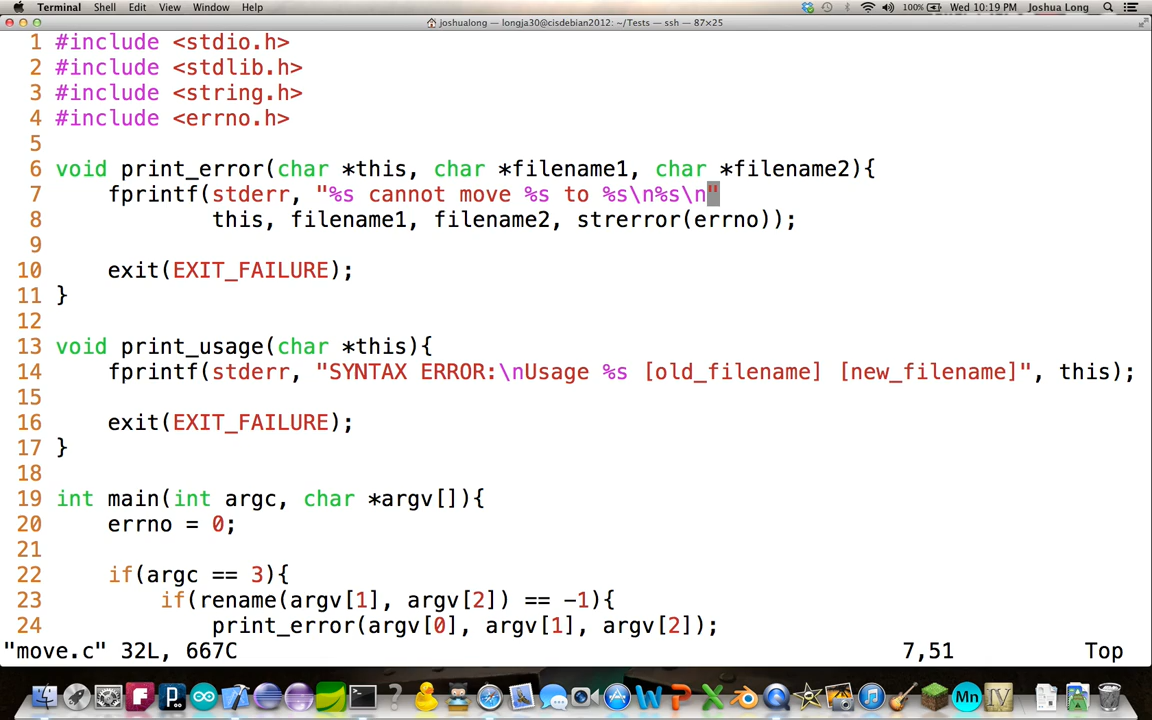 Terminal Shell Edit View Window Help 100% Wed 10:19 PM Joshua Long
joshualong — longja30@cisdebian2012: ~/Tests — ssh — 87×25
1 #include <stdio.h>
2 #include <stdlib.h>
3 #include <string.h>
4 #include <errno.h>
5
6 void print_error(char *this, char *filename1, char *filename2){
7 fprintf(stderr, "%s cannot move %s to %s\n%s\n"
8 this, filename1, filename2, strerror(errno));
9
10 exit(EXIT_FAILURE);
11 }
12
13 void print_usage(char *this){
14 fprintf(stderr, "SYNTAX ERROR:\nUsage %s [old_filename] [new_filename]", this);
15
16 exit(EXIT_FAILURE);
17 }
18
19 int main(int argc, char *argv[]){
20 errno = 0;
21
22 if(argc == 3){
23 if(rename(argv[1], argv[2]) == -1){
24 print_error(argv[0], argv[1], argv[2]);
"move.c" 32L, 667C 7,51 Top
Mn IV